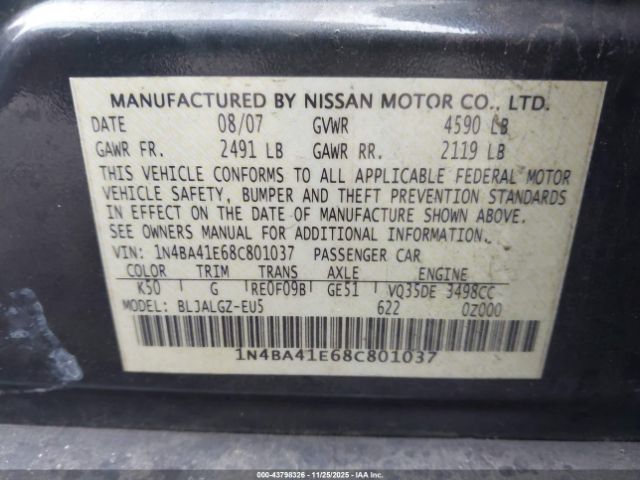 MANUFACTURED BY NISSAN MOTOR CO., LTD.
DATE 08/07 GVWR 4590 LB
GAWR FR. 2491 LB GAWR RR. 2119 LB
THIS VEHICLE CONFORMS TO ALL APPLICABLE FEDERAL MOTOR
VEHICLE SAFETY, BUMPER AND THEFT PREVENTION STANDARDS
IN EFFECT ON THE DATE OF MANUFACTURE SHOWN ABOVE.
SEE OWNERS MANUAL FOR ADDITIONAL INFORMATION.
VIN: 1N4BA41E68C801037 PASSENGER CAR
COLOR TRIM TRANS AXLE ENGINE
K50 G RE0F09B GE51 VQ35DE 3498CC
MODEL: BLJALGZ-EU5 622 0Z000
1N4BA41E68C801037
000-43798326 - 11/25/2025 - IAAI.COM